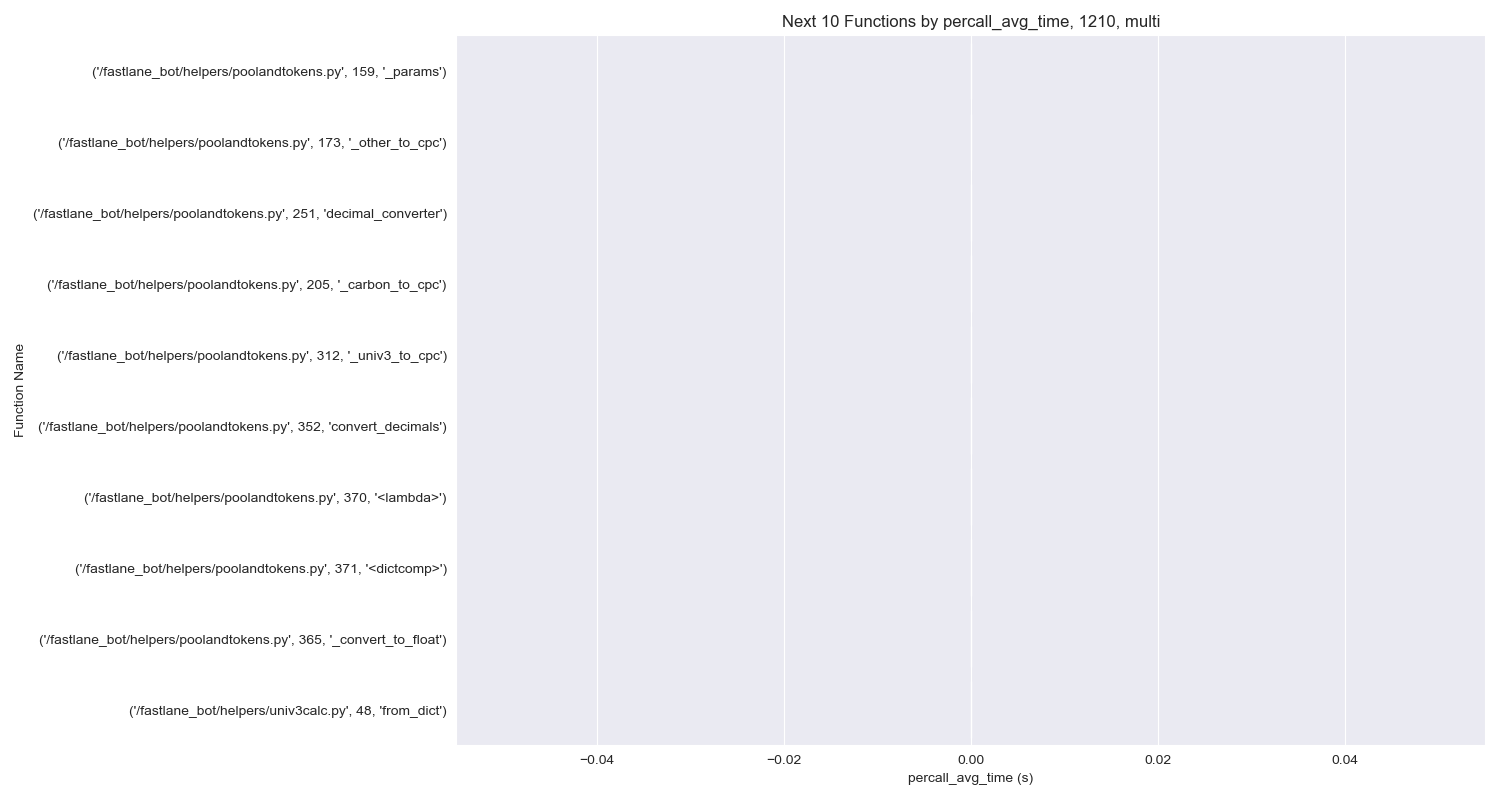 Next 10 Functions by percall_avg_time, 1210, multi
('/fastlane_bot/helpers/poolandtokens.py', 159, '_params')
('/fastlane_bot/helpers/poolandtokens.py', 173, '_other_to_cpc')
('/fastlane_bot/helpers/poolandtokens.py', 251, 'decimal_converter')
('/fastlane_bot/helpers/poolandtokens.py', 205, '_carbon_to_cpc')
('/fastlane_bot/helpers/poolandtokens.py', 312, '_univ3_to_cpc')
('/fastlane_bot/helpers/poolandtokens.py', 352, 'convert_decimals')
('/fastlane_bot/helpers/poolandtokens.py', 370, '<lambda>')
('/fastlane_bot/helpers/poolandtokens.py', 371, '<dictcomp>')
('/fastlane_bot/helpers/poolandtokens.py', 365, '_convert_to_float')
('/fastlane_bot/helpers/univ3calc.py', 48, 'from_dict')
Function Name
−0.04 −0.02 0.00 0.02 0.04
percall_avg_time (s)